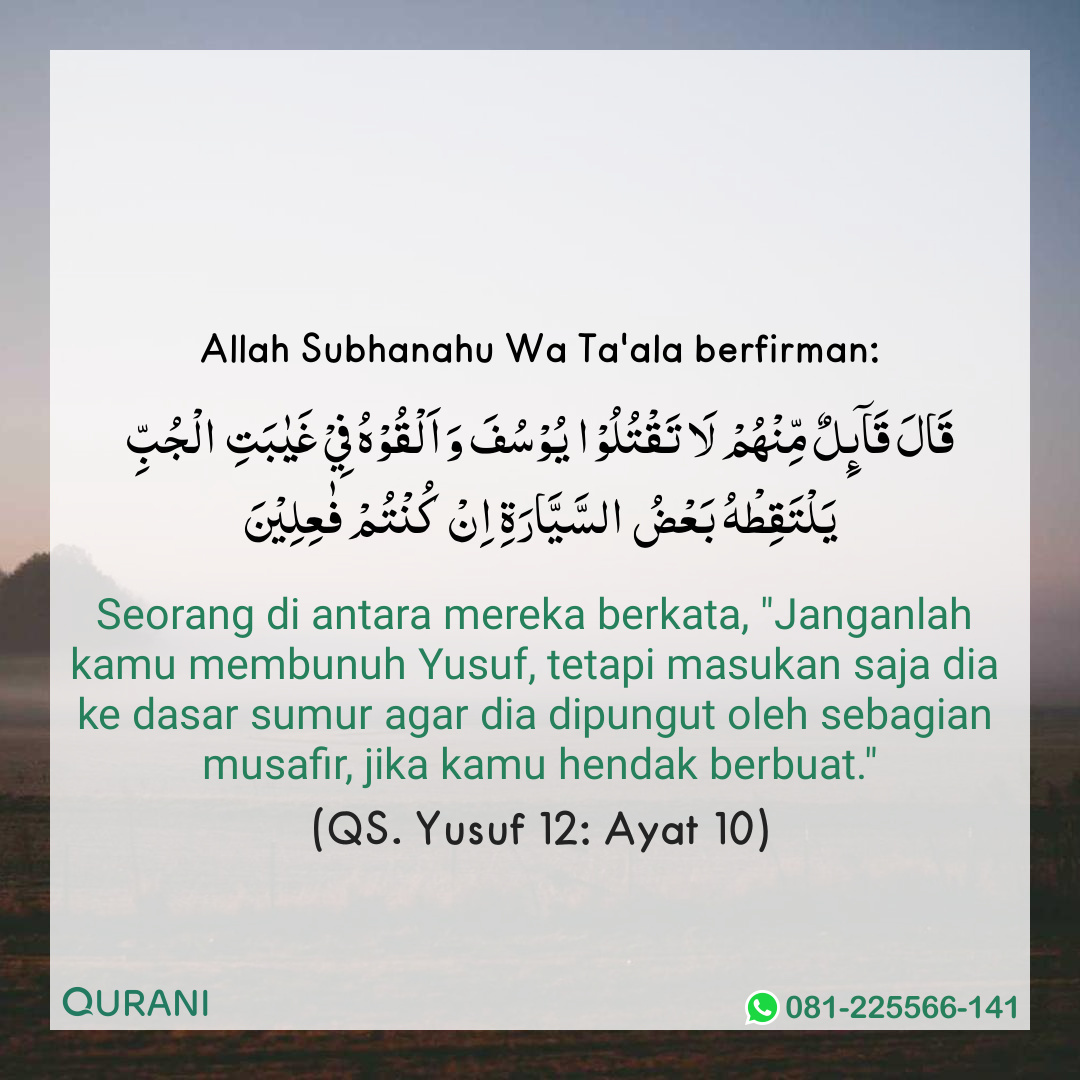 Allah Subhanahu Wa Ta'ala berfirman:
قَالَ قَآئِلٌ مِّنْهُمْ لَا تَقْتُلُوْا يُوْسُفَ وَاَلْقُوْهُ فِيْ غَيٰبَتِ الْجُبِّ
يَلْتَقِطْهُ بَعْضُ السَّيَّارَةِ اِنْ كُنْتُمْ فٰعِلِيْنَ
Seorang di antara mereka berkata, "Janganlah
kamu membunuh Yusuf, tetapi masukan saja dia
ke dasar sumur agar dia dipungut oleh sebagian
musafir, jika kamu hendak berbuat."
(QS. Yusuf 12: Ayat 10)
QURANI
081-225566-141